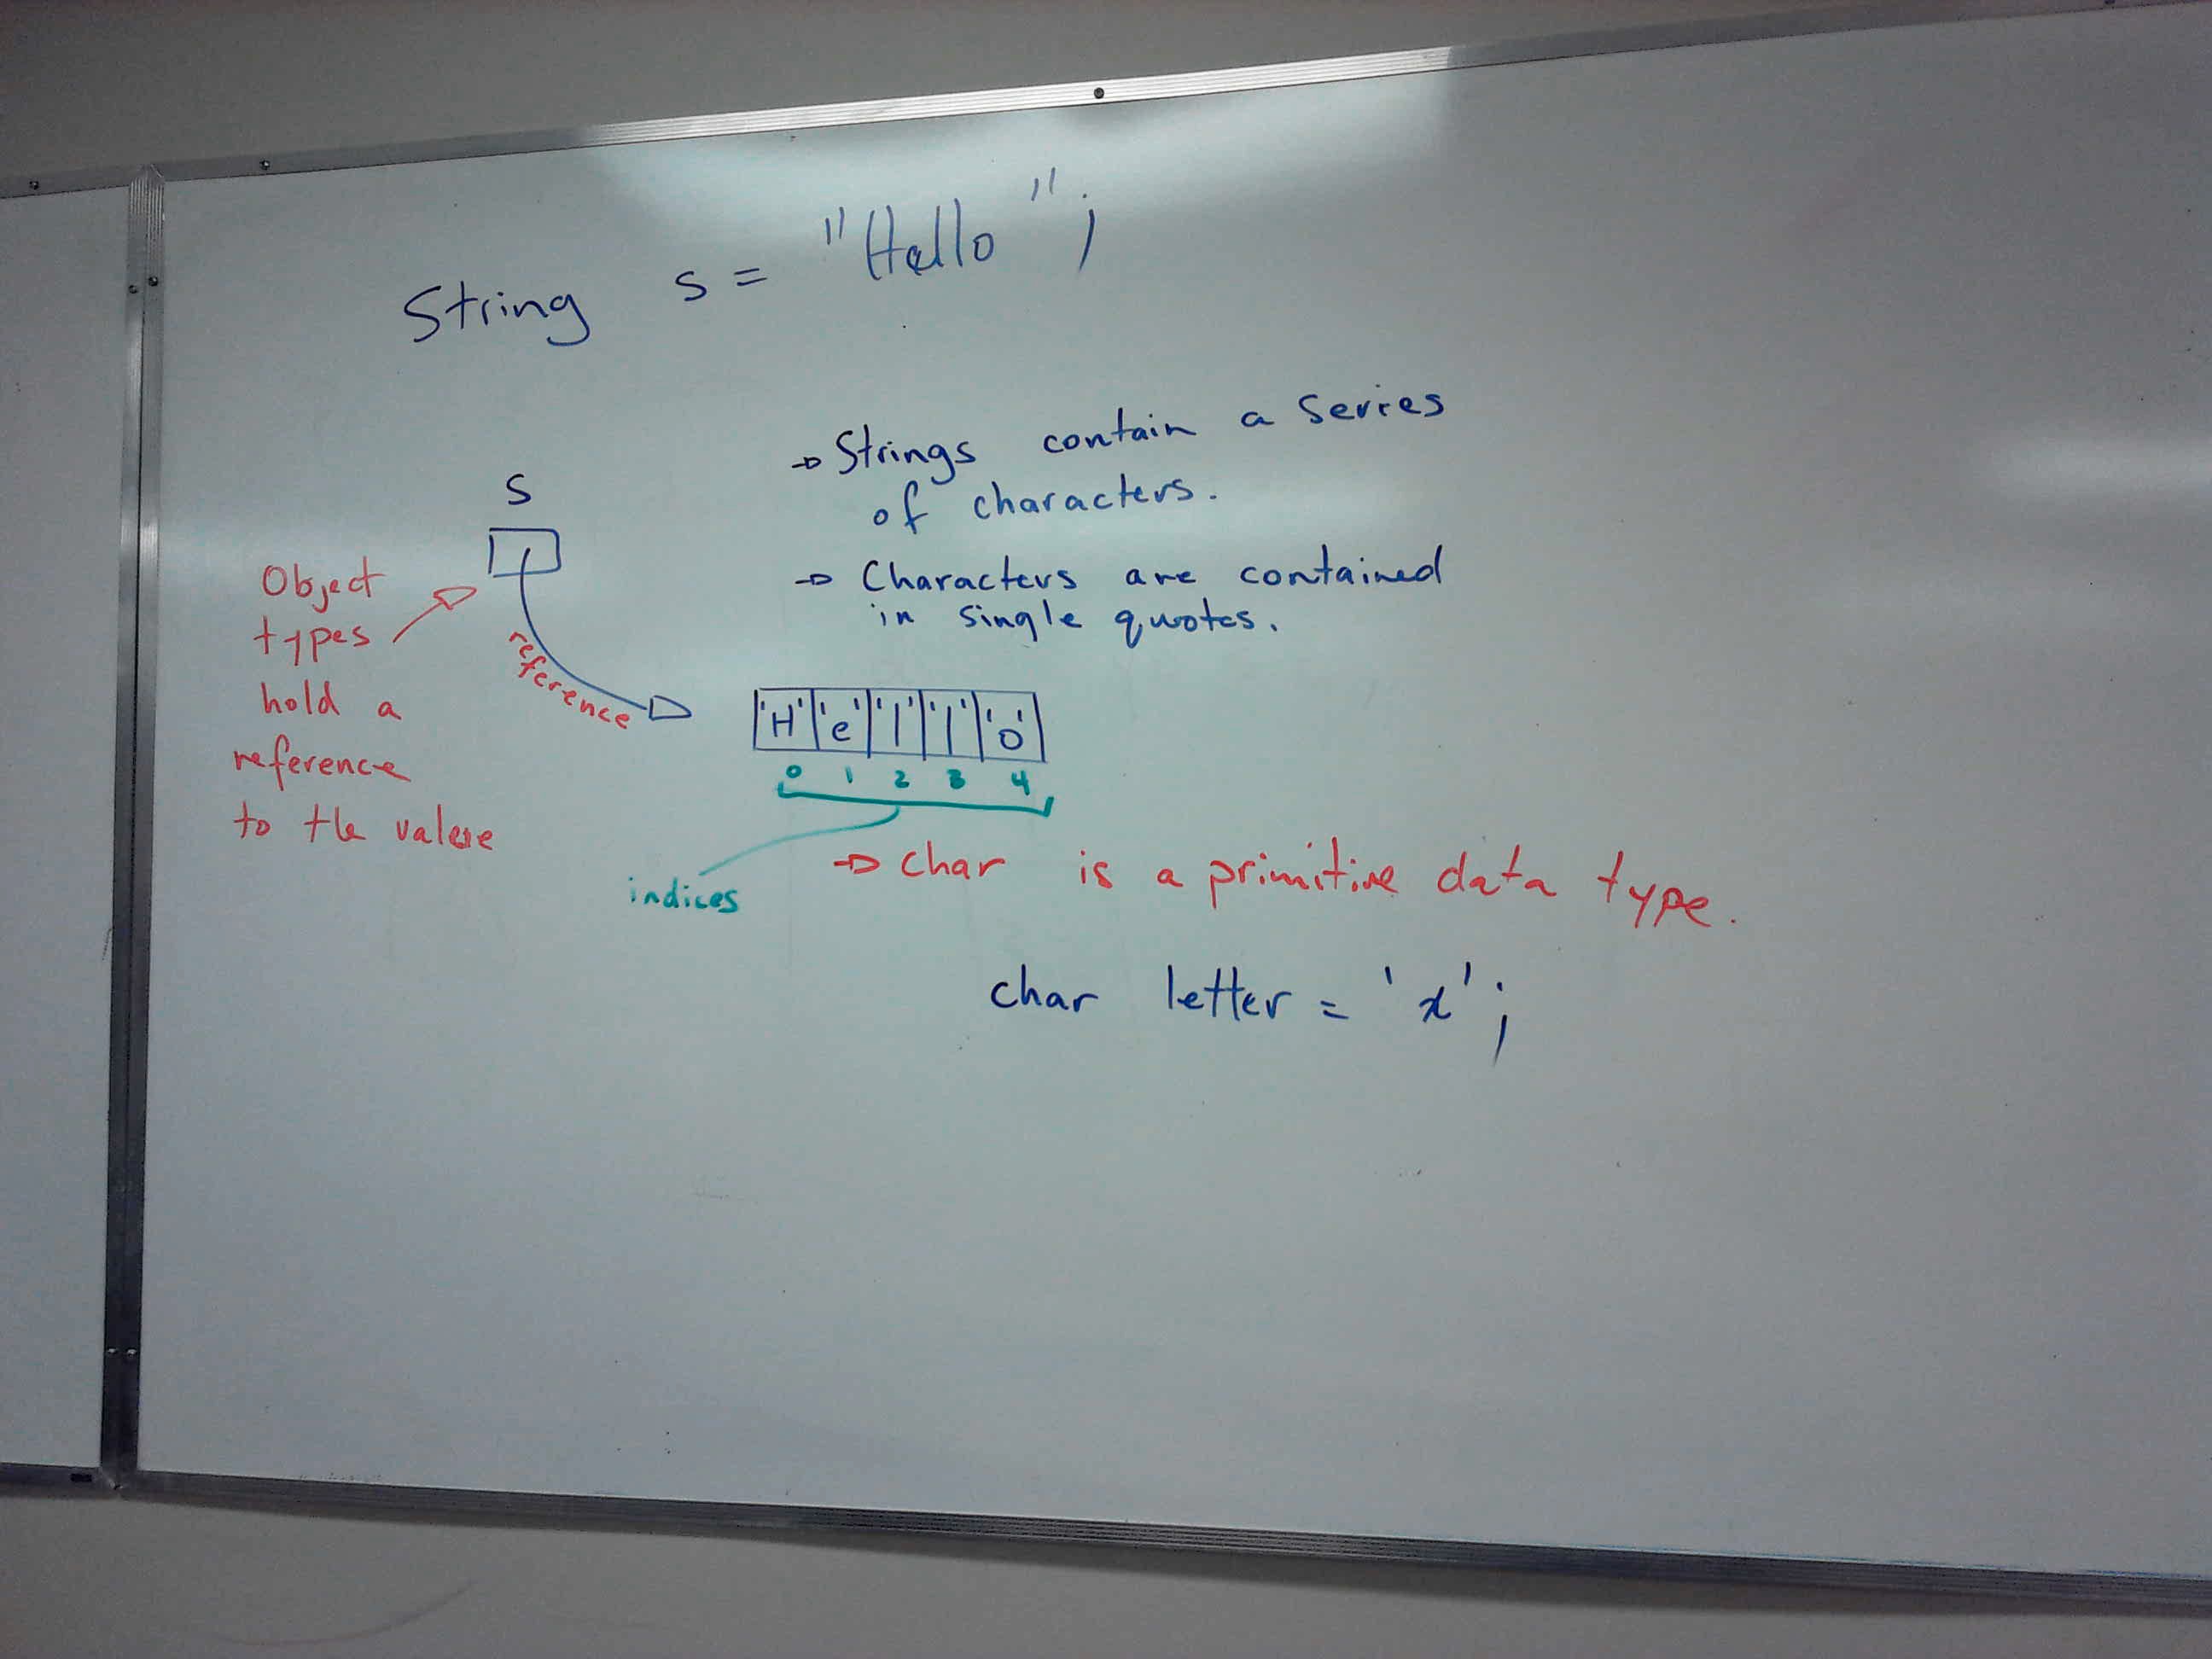 String s = "Hello";
→ Strings contain a series
of characters.
→ Characters are contained
in single quotes.
s
Object
types
hold a
reference
to the value
reference
'H' 'e' 'l' 'l' 'o'
0 1 2 3 4
indices
→ char is a primitive data type.
char letter = 'x';